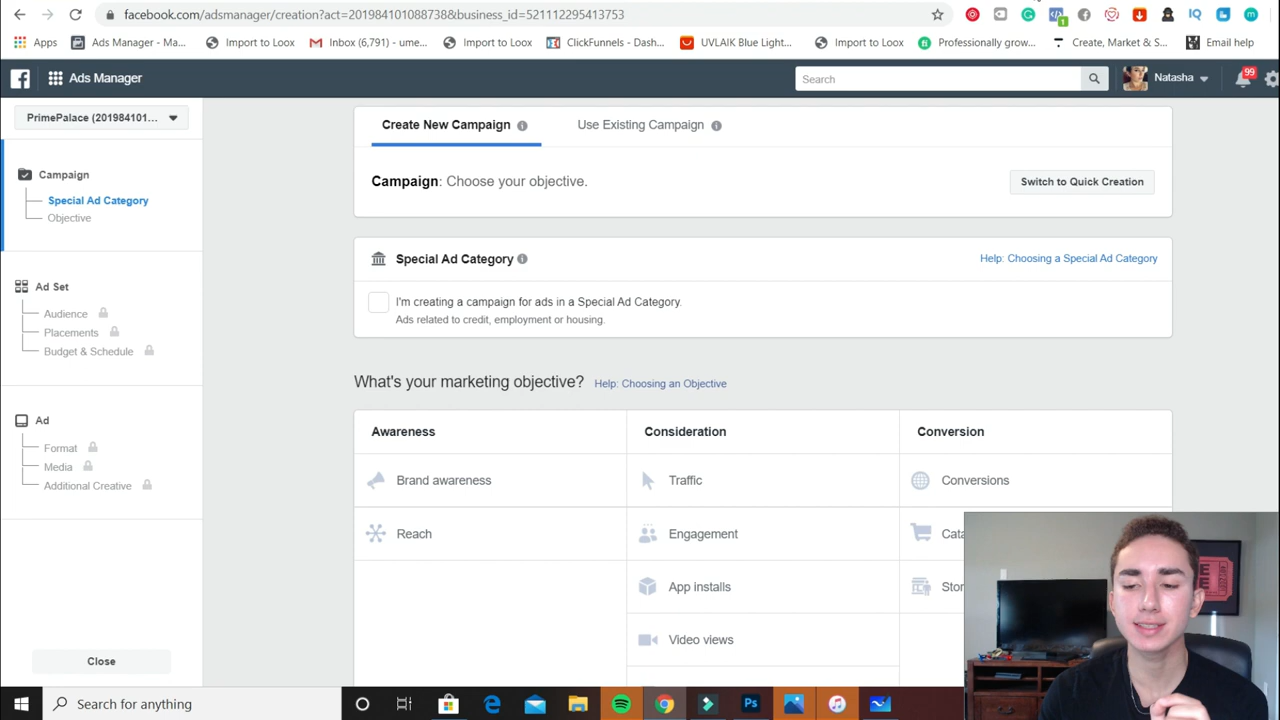 facebook.com/adsmanager/creation?act=201984101088738&business_id=521112295413753
1
IQ
m
Apps
Ads Manager - Ma...
Import to Loox
Inbox (6,791) - ume...
Import to Loox
ClickFunnels - Dash...
UVLAIK Blue Light...
Import to Loox
Professionally grow...
Create, Market & S...
Email help
Ads Manager
Search
Natasha
99
PrimePalace (201984101...
Campaign
Special Ad Category
Objective
Ad Set
Audience
Placements
Budget & Schedule
Ad
Format
Media
Additional Creative
Close
Create New Campaign
Use Existing Campaign
Campaign: Choose your objective.
Switch to Quick Creation
Special Ad Category
Help: Choosing a Special Ad Category
I'm creating a campaign for ads in a Special Ad Category.
Ads related to credit, employment or housing.
What's your marketing objective?
Help: Choosing an Objective
Awareness
Consideration
Conversion
Brand awareness
Traffic
Conversions
Reach
Engagement
Cata
App installs
Stor
Video views
Search for anything
Ps